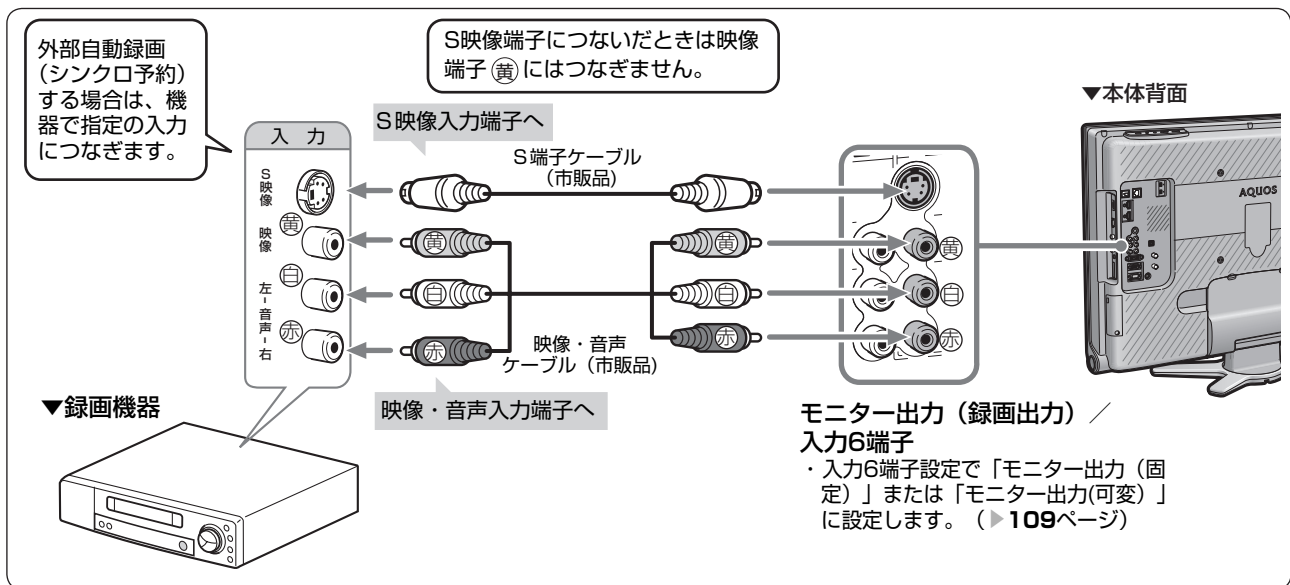 外部自動録画
（シンクロ予約）
する場合は、機
器で指定の入力
につなぎます。
S映像端子につないだときは映像
端子黄にはつなぎません。
▼本体背面
入 力
S映像入力端子へ
S端子ケーブル
（市販品）
S映像
映像
黄
左-音声-右
白
赤
黄
白
赤
黄
白
赤
黄
白
赤
AQUOS
映像・音声
ケーブル（市販品）
映像・音声入力端子へ
▼録画機器
モニター出力（録画出力）／
入力6端子
・入力6端子設定で「モニター出力（固
定）」または「モニター出力(可変）」
に設定します。（▶109ページ）